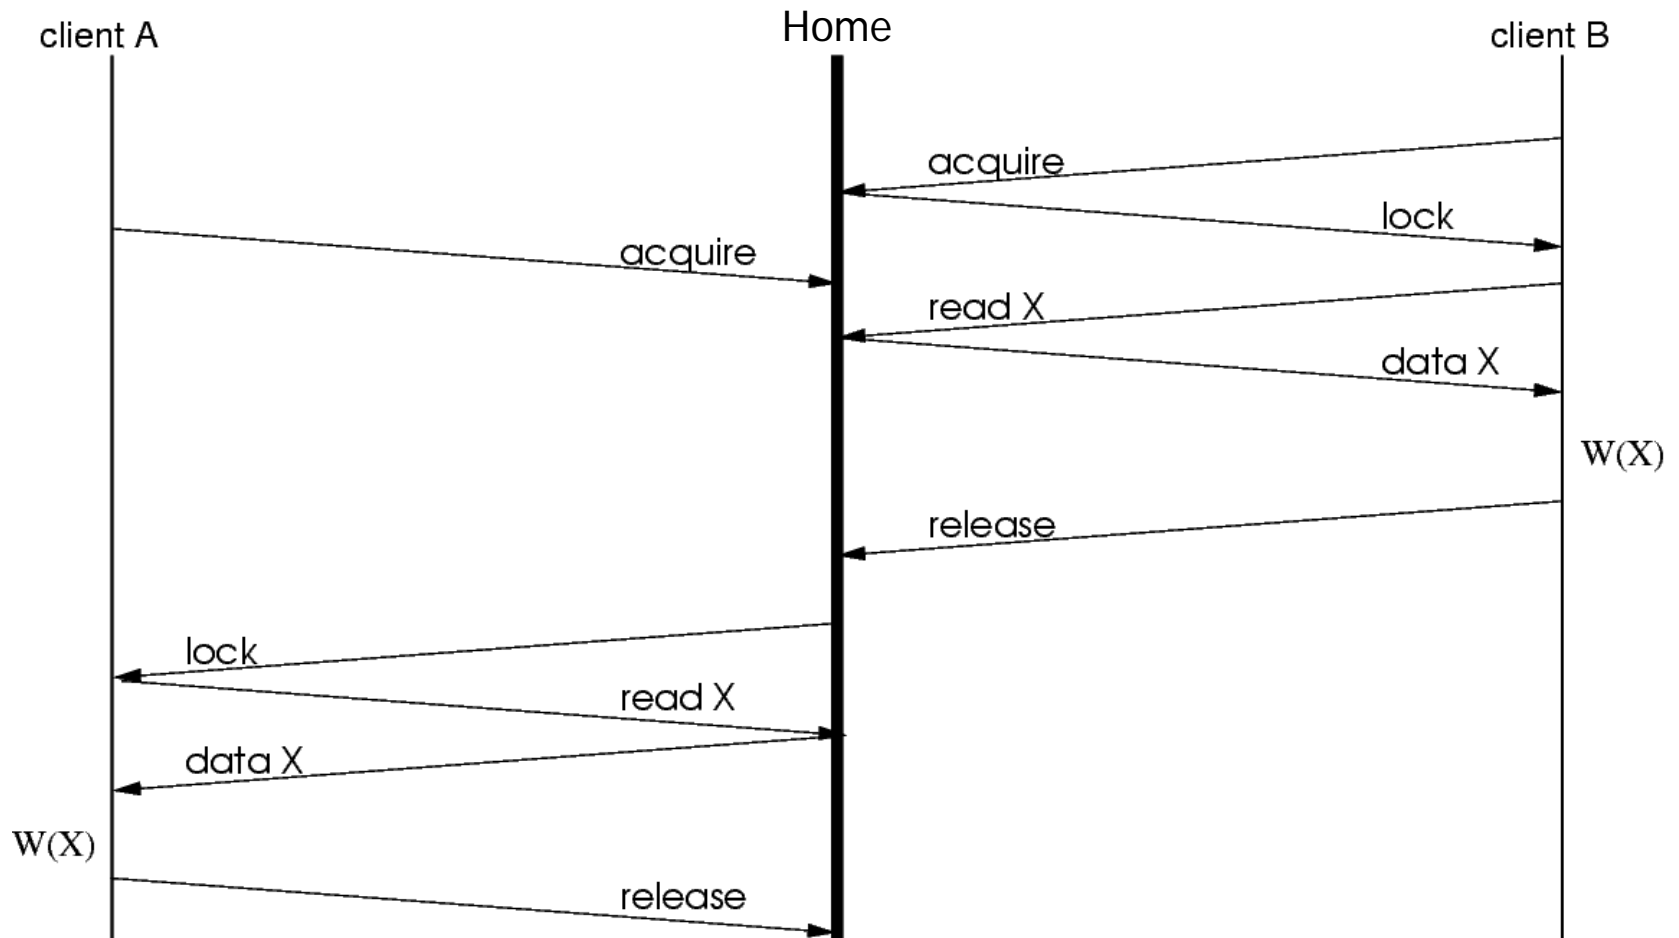 client A
Home
client B
acquire
lock
acquire
read X
data X
W(X)
release
lock
read X
data X
W(X)
release